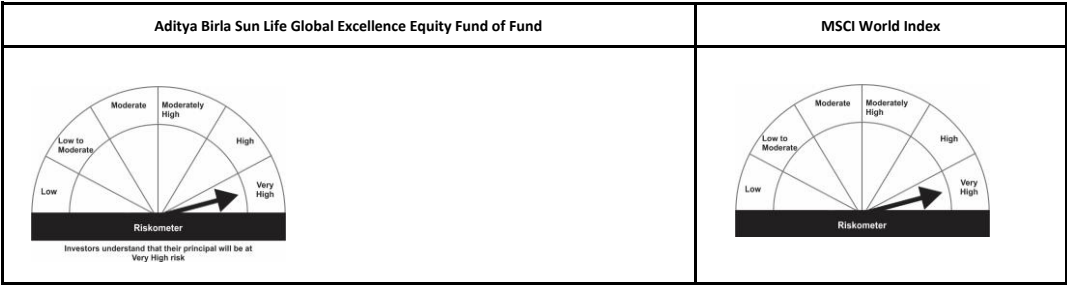 Aditya Birla Sun Life Global Excellence Equity Fund of Fund
MSCI World Index
Moderate
Moderately
High
Low to
Moderate
High
Low
Very
High
Riskometer
Investors understand that their principal will be at
Very High risk
Moderate
Moderately
High
Low to
Moderate
High
Low
Very
High
Riskometer